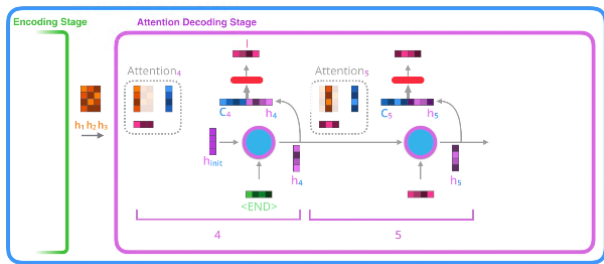 Encoding Stage
Attention Decoding Stage
Attention4
Attention5
h1 h2 h3
C4 h4
C5 h5
hinit
h4
h5
<END>
4
5